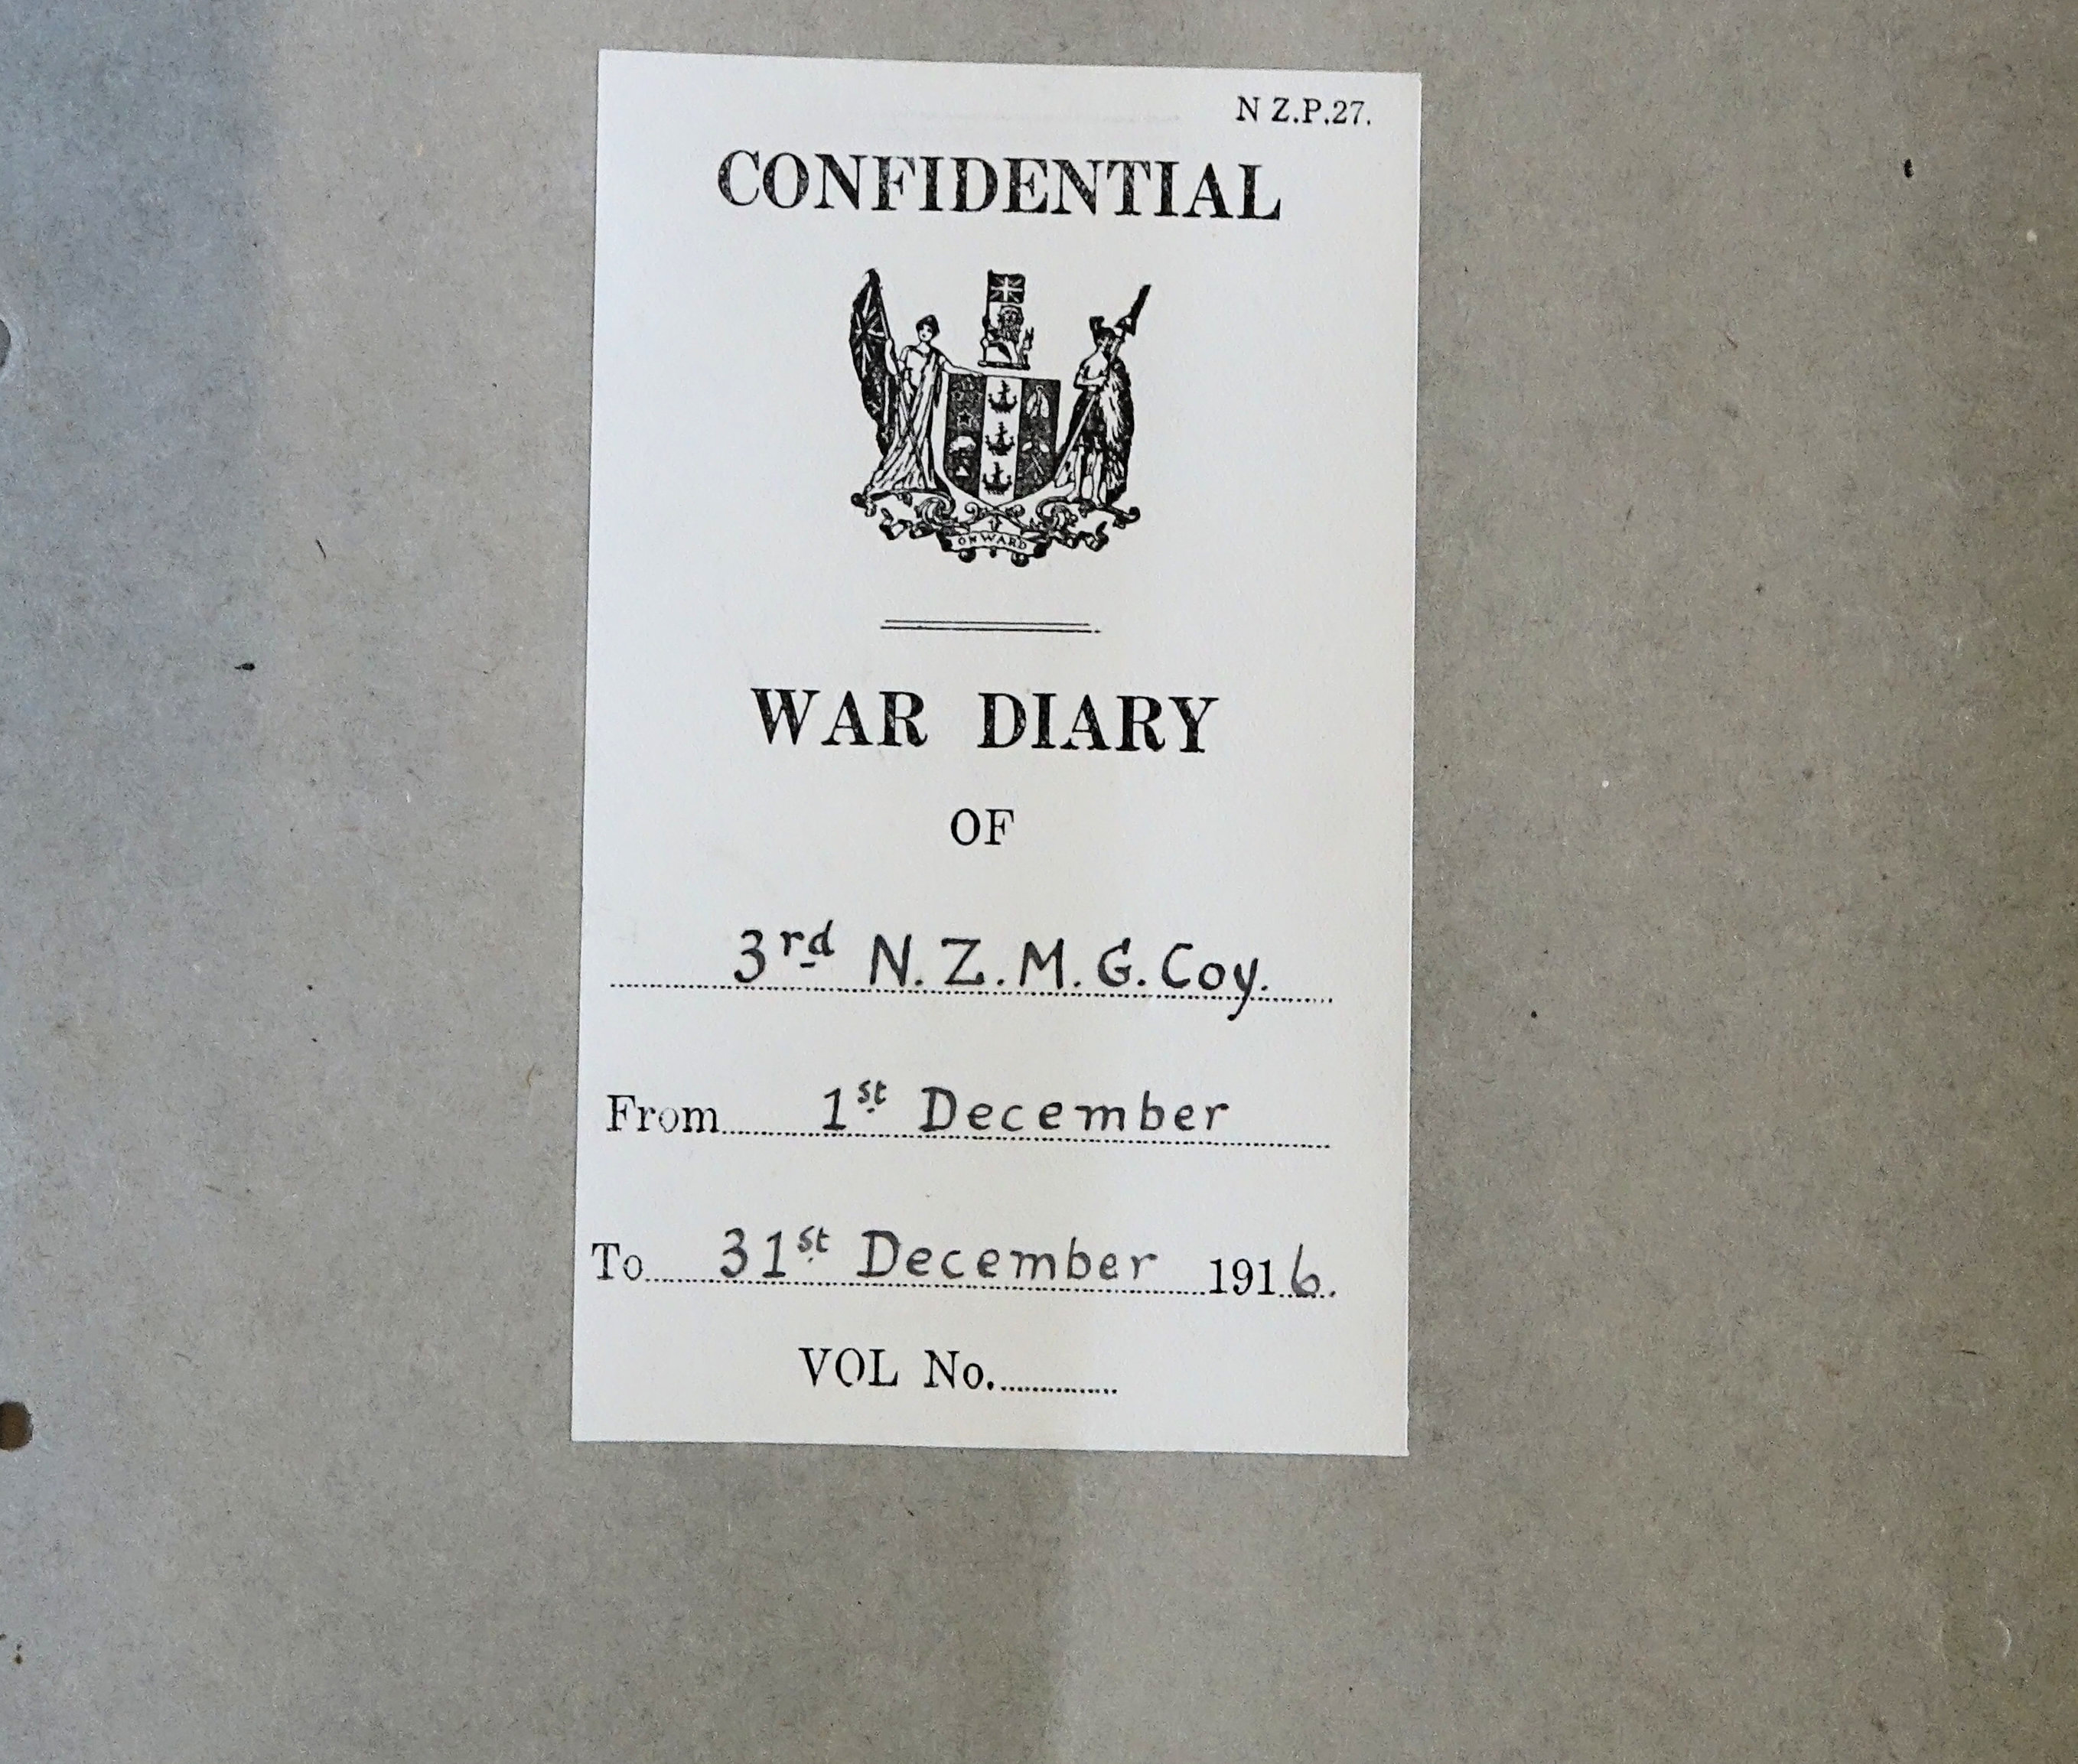 N Z.P.27.
CONFIDENTIAL
ONWARD
WAR DIARY
OF
3rd N.Z.M.G.Coy.
From 1st December
To 31st December 1916.
VOL No.